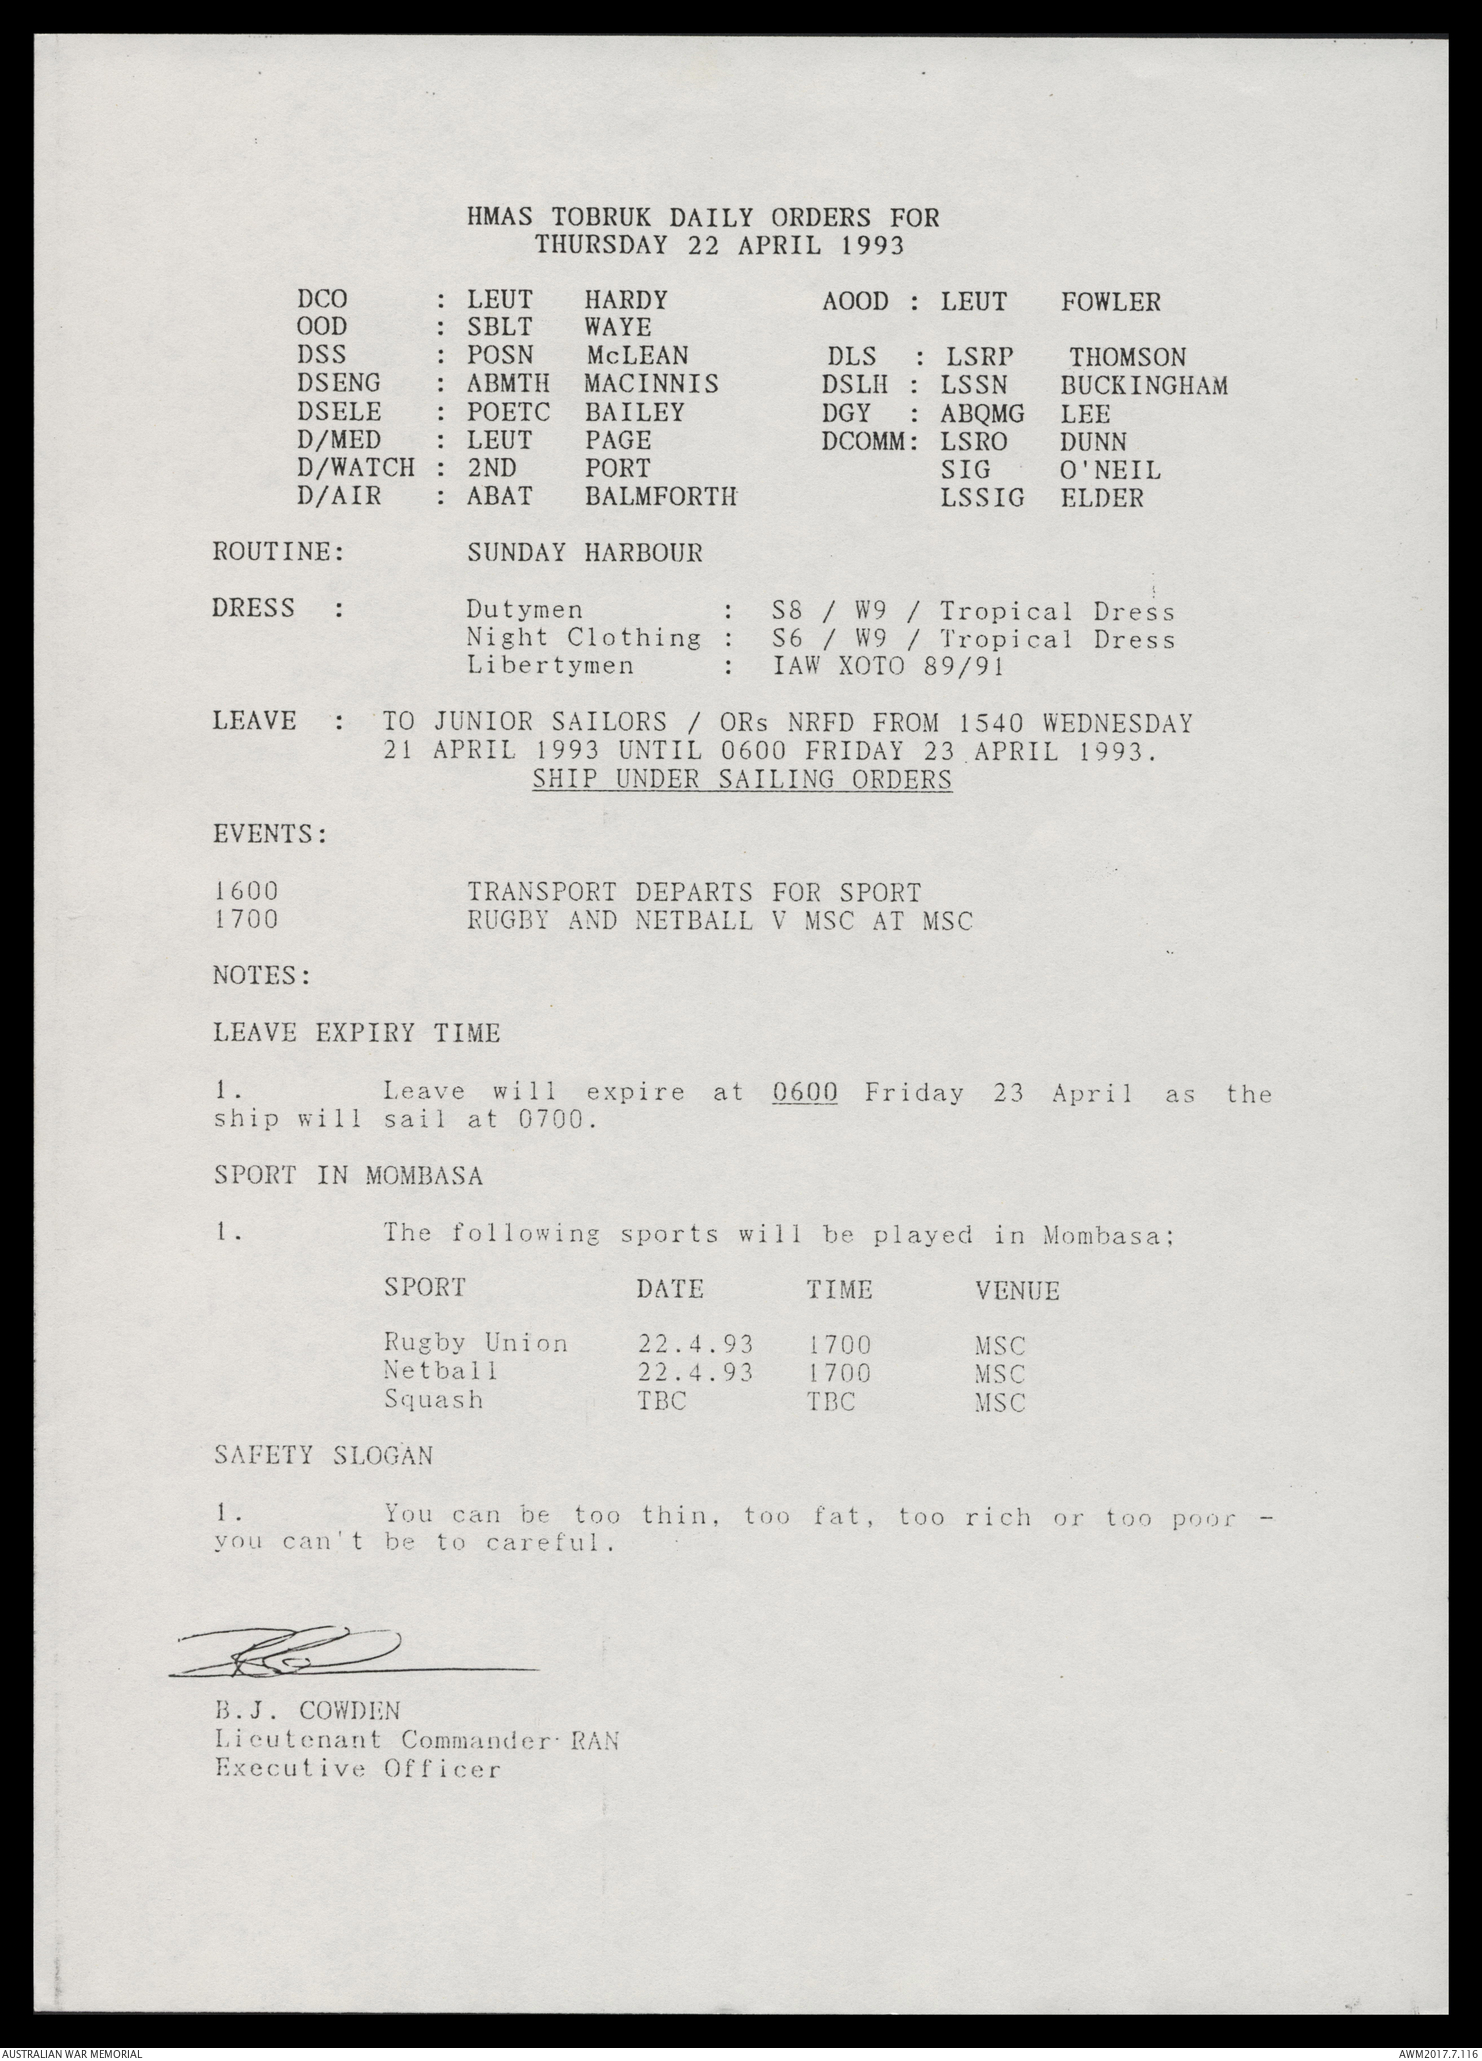 HMAS TOBRUK DAILY ORDERS FOR
THURSDAY 22 APRIL 1993
DCO : LEUT HARDY AOOD : LEUT FOWLER
OOD : SBLT WAYE
DSS : POSN McLEAN DLS : LSRP THOMSON
DSENG : ABMTH MACINNIS DSLH : LSSN BUCKINGHAM
DSELE : POETC BAILEY DGY : ABQMG LEE
D/MED : LEUT PAGE DCOMM: LSRO DUNN
D/WATCH : 2ND PORT SIG O'NEIL
D/AIR : ABAT BALMFORTH LSSIG ELDER
ROUTINE: SUNDAY HARBOUR
DRESS : Dutymen : S8 / W9 / Tropical Dress
Night Clothing : S6 / W9 / Tropical Dress
Libertymen : IAW XOTO 89/91
LEAVE : TO JUNIOR SAILORS / ORs NRFD FROM 1540 WEDNESDAY
21 APRIL 1993 UNTIL 0600 FRIDAY 23 APRIL 1993.
SHIP UNDER SAILING ORDERS
EVENTS:
1600 TRANSPORT DEPARTS FOR SPORT
1700 RUGBY AND NETBALL V MSC AT MSC
NOTES:
LEAVE EXPIRY TIME
1. Leave will expire at 0600 Friday 23 April as the
ship will sail at 0700.
SPORT IN MOMBASA
1. The following sports will be played in Mombasa;
SPORT DATE TIME VENUE
Rugby Union 22.4.93 1700 MSC
Netball 22.4.93 1700 MSC
Squash TBC TBC MSC
SAFETY SLOGAN
1. You can be too thin, too fat, too rich or too poor -
you can't be to careful.
B.J. COWDEN
Lieutenant Commander RAN
Executive Officer
AUSTRALIAN WAR MEMORIAL AWM2017.7.116